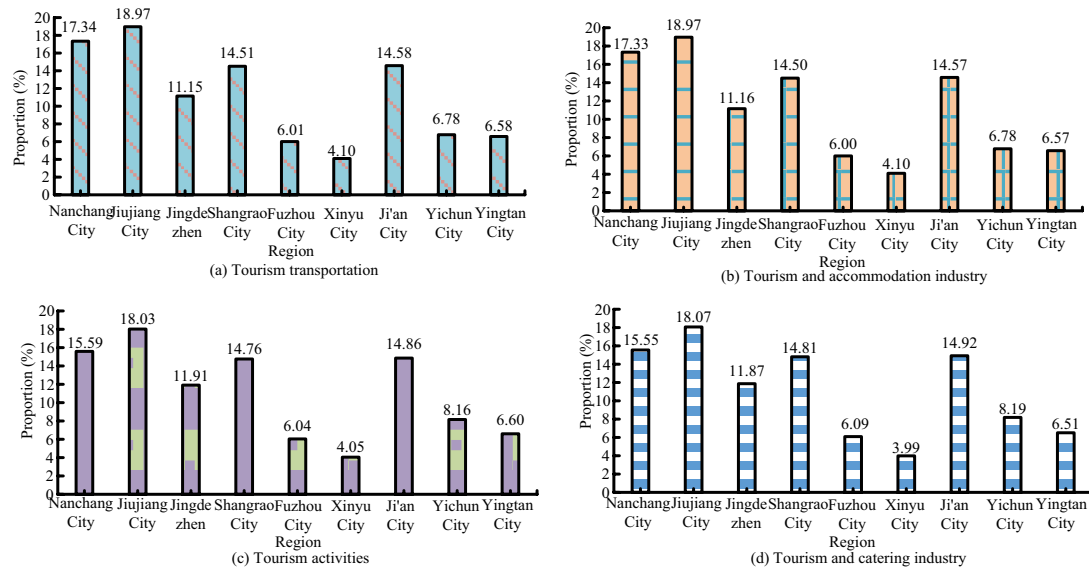 Proportion (%)
20
18
16
14
12
10
8
6
4
2
0
17.34
18.97
11.15
14.51
6.01
4.10
14.58
6.78
6.58
Nanchang City
Jiujiang City
Jingde zhen
Shangrao City
Fuzhou City
Xinyu City
Ji'an City
Yichun City
Yingtan City
Region
(a) Tourism transportation
Proportion (%)
20
18
16
14
12
10
8
6
4
2
0
17.33
18.97
11.16
14.50
6.00
4.10
14.57
6.78
6.57
Nanchang City
Jiujiang City
Jingde zhen
Shangrao City
Fuzhou City
Xinyu City
Ji'an City
Yichun City
Yingtan City
Region
(b) Tourism and accommodation industry
Proportion (%)
20
18
16
14
12
10
8
6
4
2
0
15.59
18.03
11.91
14.76
6.04
4.05
14.86
8.16
6.60
Nanchang City
Jiujiang City
Jingde zhen
Shangrao City
Fuzhou City
Xinyu City
Ji'an City
Yichun City
Yingtan City
Region
(c) Tourism activities
Proportion (%)
20
18
16
14
12
10
8
6
4
2
0
15.55
18.07
11.87
14.81
6.09
3.99
14.92
8.19
6.51
Nanchang City
Jiujiang City
Jingde zhen
Shangrao City
Fuzhou City
Xinyu City
Ji'an City
Yichun City
Yingtan City
Region
(d) Tourism and catering industry